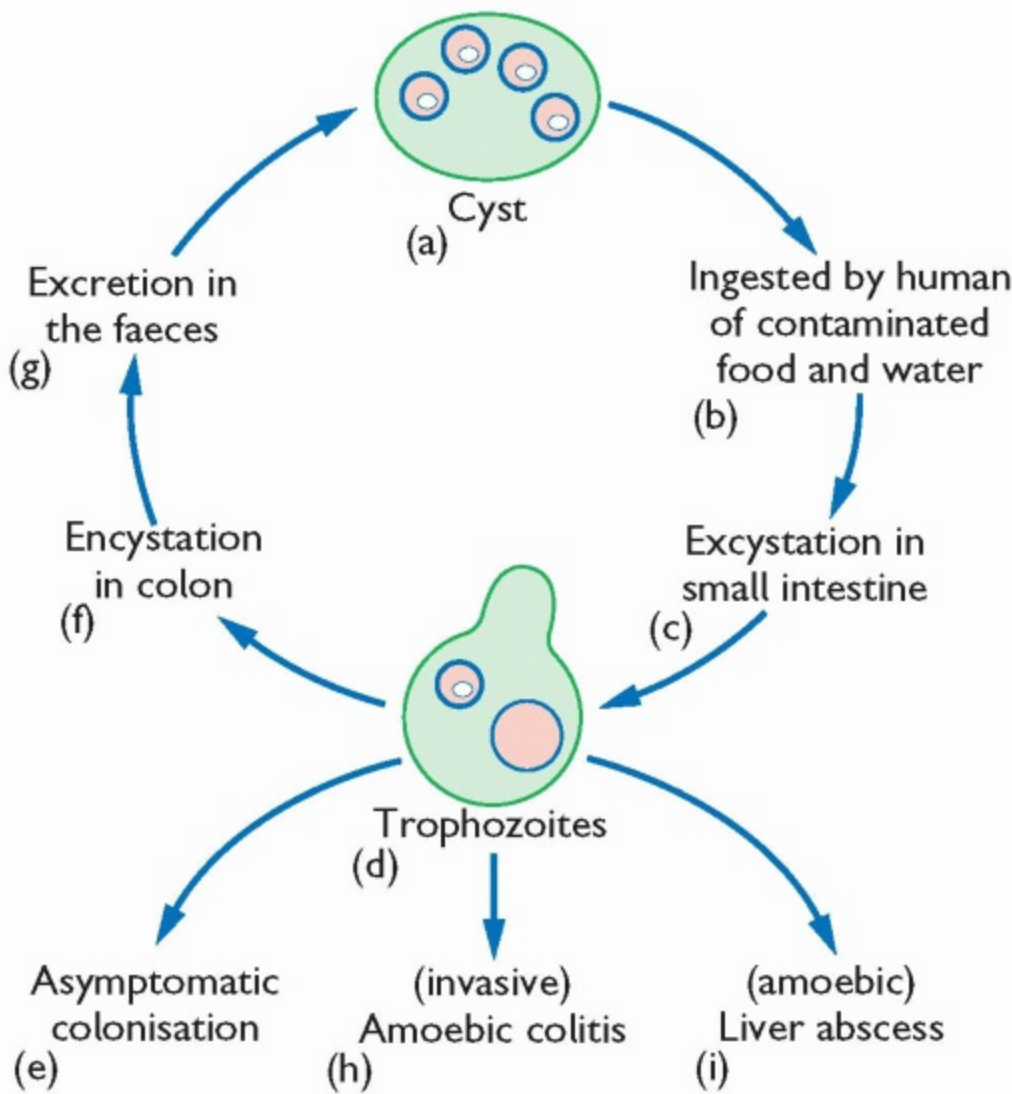 Cyst
(a)
Ingested by human
of contaminated
food and water
(b)
Excystation in
small intestine
(c)
Trophozoites
(d)
Asymptomatic
colonisation
(e)
Encystation
in colon
(f)
Excretion in
the faeces
(g)
(invasive)
Amoebic colitis
(h)
(amoebic)
Liver abscess
(i)